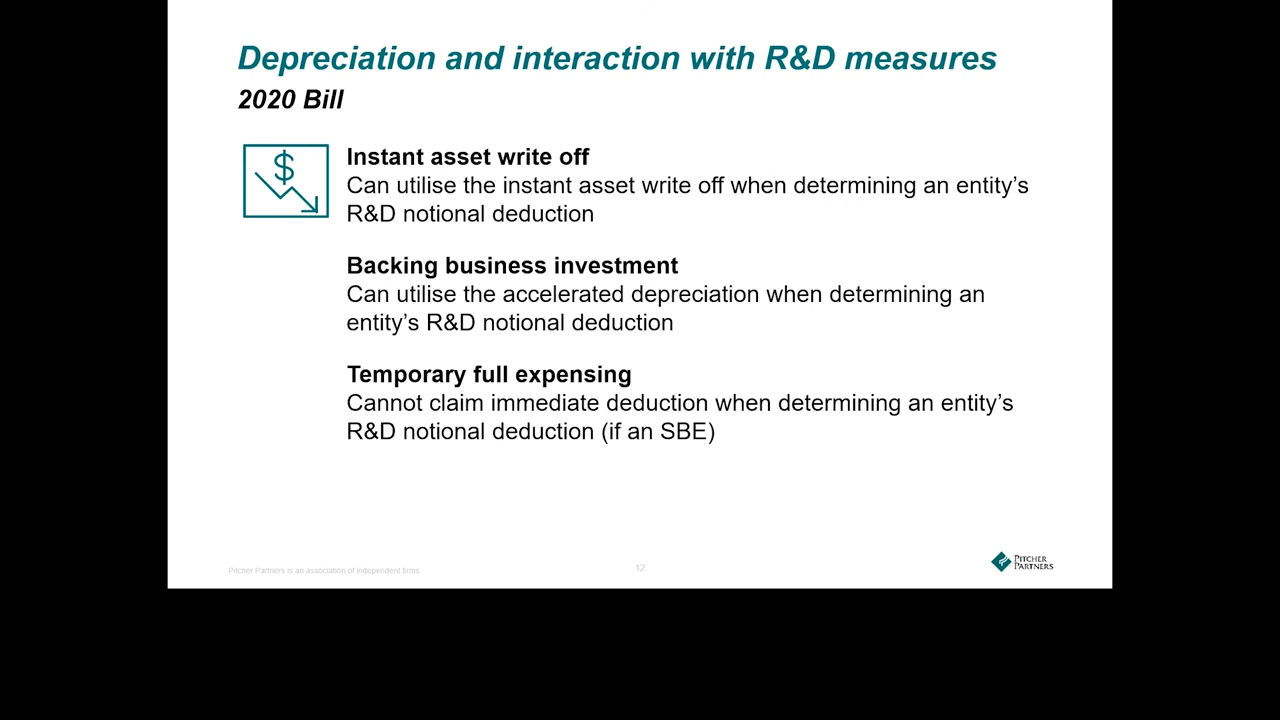 Depreciation and interaction with R&D measures
2020 Bill
$
Instant asset write off
Can utilise the instant asset write off when determining an entity’s
R&D notional deduction
Backing business investment
Can utilise the accelerated depreciation when determining an
entity’s R&D notional deduction
Temporary full expensing
Cannot claim immediate deduction when determining an entity’s
R&D notional deduction (if an SBE)
Pitcher Partners is an association of independent firms.
12
PITCHER
PARTNERS